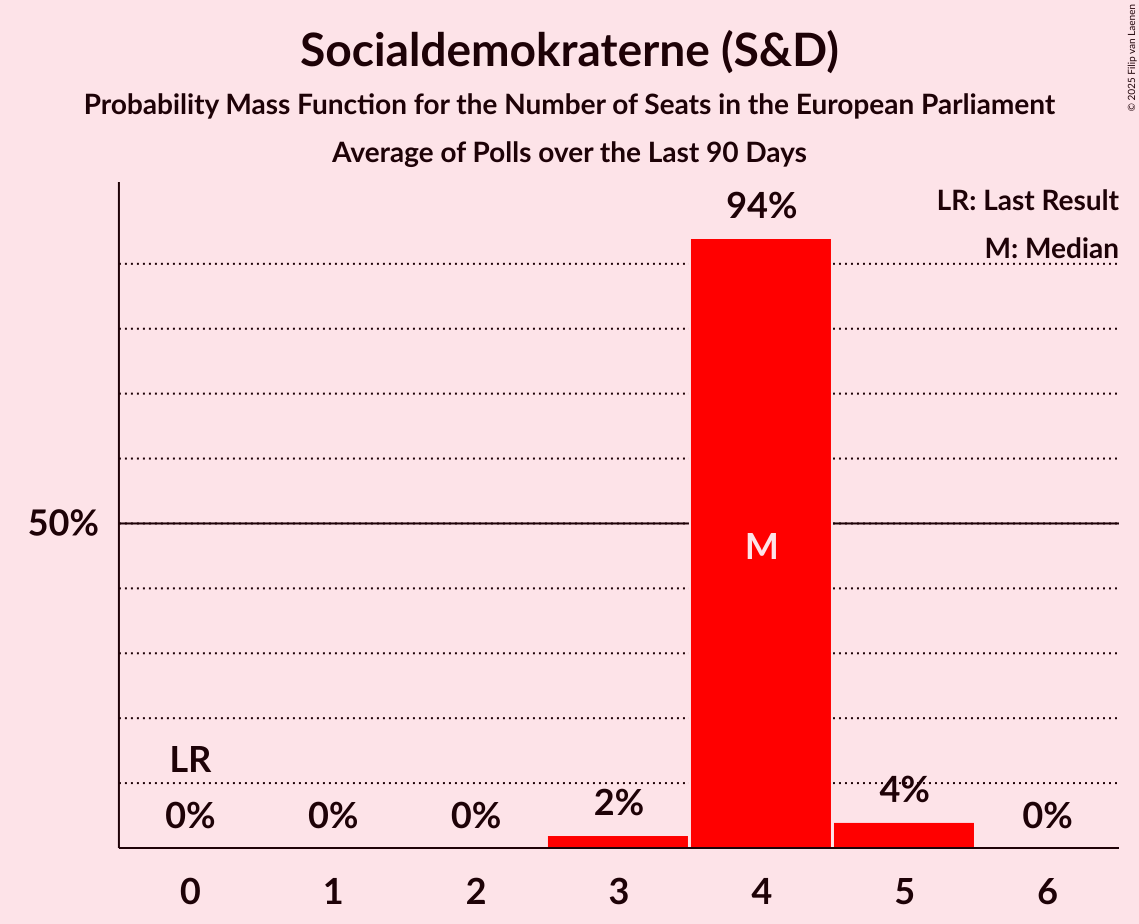 Socialdemokraterne (S&D)
Probability Mass Function for the Number of Seats in the European Parliament
Average of Polls over the Last 90 Days
© 2025 Filip van Laenen
LR: Last Result
M: Median
94%
50%
M
LR
0%
0%
0%
2%
4%
0%
0
1
2
3
4
5
6